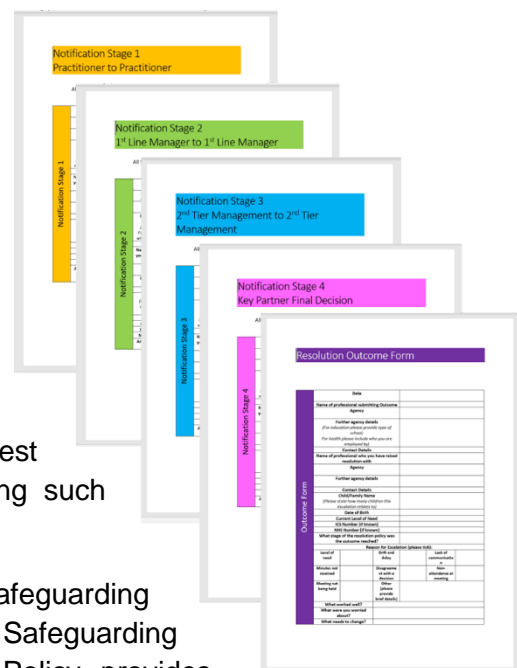 Notification Stage 1
Practitioner to Practitioner
All
Notification Stage 1
Notification Stage 2
1st Line Manager to 1st Line Manager
All
Notification Stage 2
Notification Stage 3
2nd Tier Management to 2nd Tier
Management
All
Notification Stage 3
Notification Stage 4
Key Partner Final Decision
All
Notification Stage 4
Resolution Outcome Form
Outcome Form
Date
Name of professional submitting Outcome
Agency
Further agency details
(For education please provide type of
school)
For health please include who you are
employed by)
Contact Details
Name of professional who you have raised
resolution with
Agency
Further agency details
Contact Details
Child/Family Name
(Please state how many children this
escalation relates to)
Date of Birth
Current Level of Need
ICS Number (if known)
NHS Number (if known)
What stage of the resolution policy was
the outcome reached?
Reason for Escalation (please tick):
Level of need
Drift and delay
Lack of communication
Minutes not received
Disagreement with a decision
Non-attendance at meeting
Meeting not being held
Other (please provide brief details)
What worked well?
What were you worried
about?
What needs to change?
est
ng such
afeguarding
Safeguarding
Policy provides